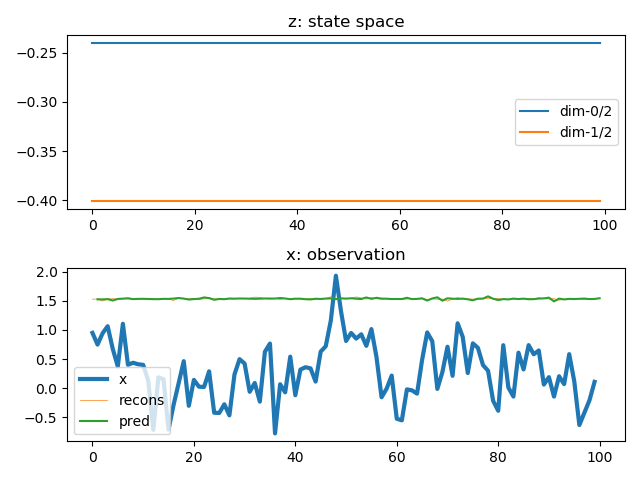 z: state space
−0.25
−0.30
−0.35
−0.40
dim-0/2
dim-1/2
0 20 40 60 80 100
x: observation
2.0
1.5
1.0
0.5
0.0
−0.5
x
recons
pred
0 20 40 60 80 100